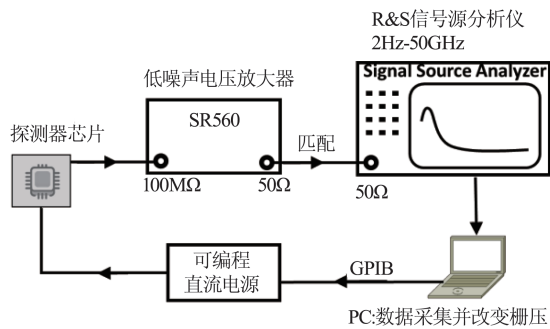 R&S信号源分析仪
2Hz-50GHz
Signal Source Analyzer
低噪声电压放大器
SR560
探测器芯片
匹配
100MΩ
50Ω
50Ω
可编程
直流电源
GPIB
PC:数据采集并改变栅压